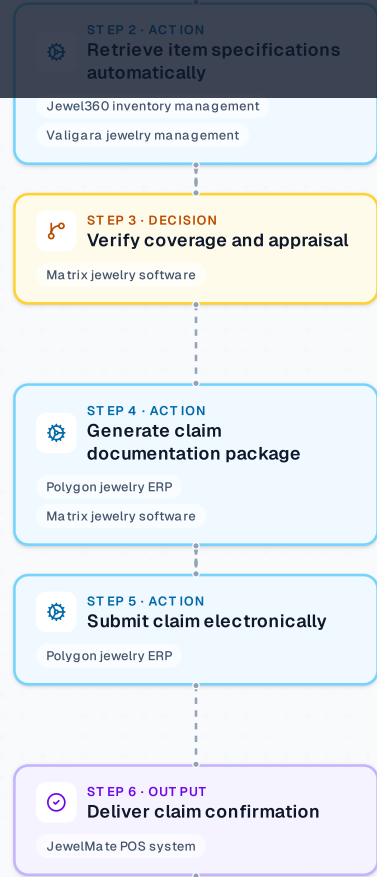 STEP 2 · ACTION
Retrieve item specifications
automatically
Jewel360 inventory management
Valigara jewelry management
STEP 3 · DECISION
Verify coverage and appraisal
Matrix jewelry software
STEP 4 · ACTION
Generate claim
documentation package
Polygon jewelry ERP
Matrix jewelry software
STEP 5 · ACTION
Submit claim electronically
Polygon jewelry ERP
STEP 6 · OUTPUT
Deliver claim confirmation
JewelMate POS system